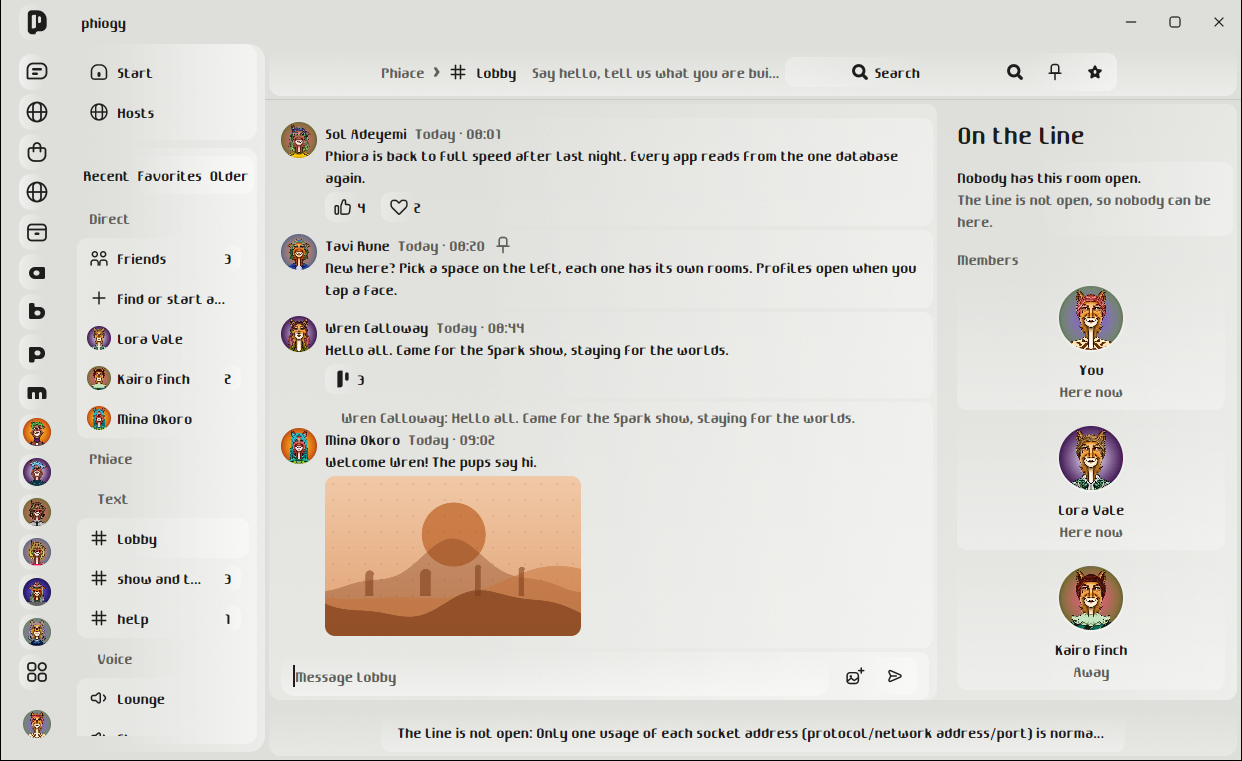 phiogy
Start
Hosts
Recent Favorites Older
Direct
Friends 3
Find or start a...
Lora Vale
Kairo Finch 2
Mina Okoro
Phiace
Text
Lobby
show and t... 3
help 1
Voice
Lounge
a
b
p
m
Phiace › # Lobby Say hello, tell us what you are bui...
Search
Sol Adeyemi Today · 08:01
Phiora is back to full speed after last night. Every app reads from the one database
again.
4 2
Tavi Rune Today · 08:20
New here? Pick a space on the left, each one has its own rooms. Profiles open when you
tap a face.
Wren Calloway Today · 08:44
Hello all. Came for the Spark show, staying for the worlds.
3
Wren Calloway: Hello all. Came for the Spark show, staying for the worlds.
Mina Okoro Today · 09:02
Welcome Wren! The pups say hi.
Message Lobby
On the Line
Nobody has this room open.
The Line is not open, so nobody can be
here.
Members
You
Here now
Lora Vale
Here now
Kairo Finch
Away
The Line is not open: Only one usage of each socket address (protocol/network address/port) is norma...